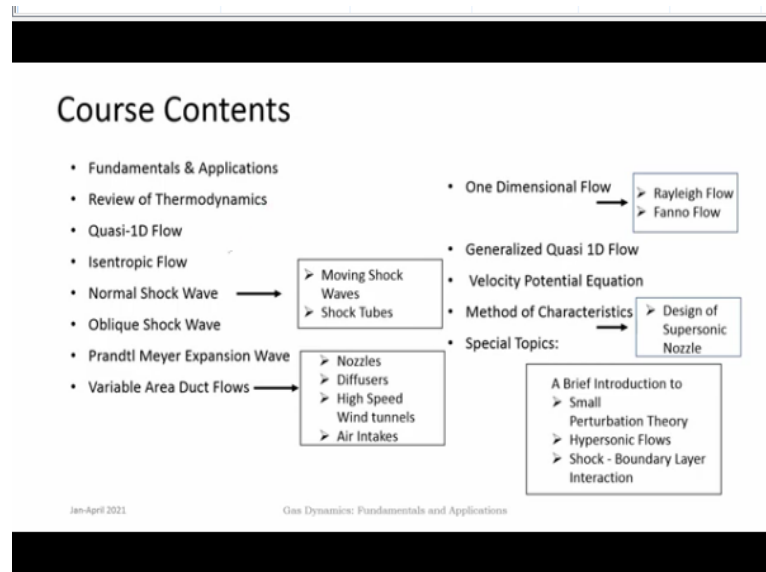 Course Contents
• Fundamentals & Applications
• Review of Thermodynamics
• Quasi-1D Flow
• Isentropic Flow
• Normal Shock Wave
➢ Moving Shock
Waves
➢ Shock Tubes
• Oblique Shock Wave
• Prandtl Meyer Expansion Wave
• Variable Area Duct Flows
➢ Nozzles
➢ Diffusers
➢ High Speed
Wind tunnels
➢ Air Intakes
• One Dimensional Flow
➢ Rayleigh Flow
➢ Fanno Flow
• Generalized Quasi 1D Flow
• Velocity Potential Equation
• Method of Characteristics
➢ Design of
Supersonic
Nozzle
• Special Topics:
A Brief Introduction to
➢ Small
Perturbation Theory
➢ Hypersonic Flows
➢ Shock - Boundary Layer
Interaction
Jan-April 2021
Gas Dynamics: Fundamentals and Applications